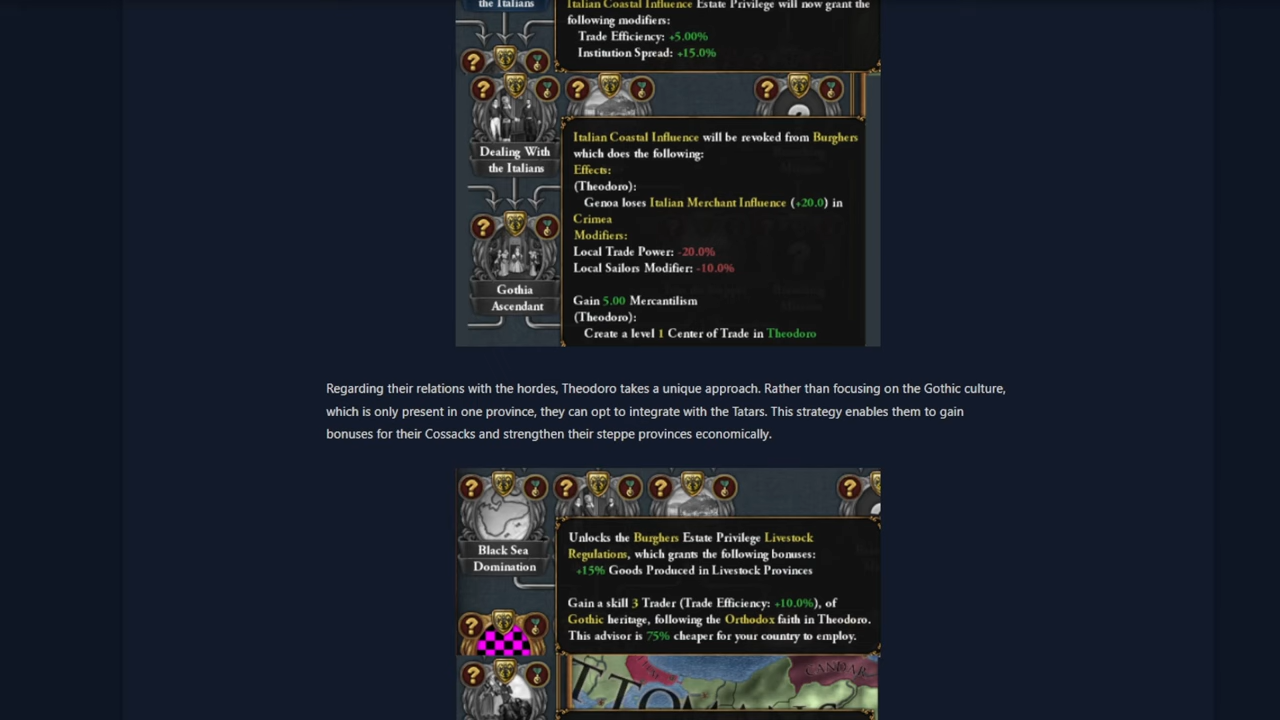 the Italians
Italian Coastal Influence Estate Privilege will now grant the
following modifiers:
Trade Efficiency: +5.00%
Institution Spread: +15.0%
Dealing With
the Italians
Italian Coastal Influence will be revoked from Burghers
which does the following:
Effects:
(Theodoro):
Genoa loses Italian Merchant Influence (+20.0) in
Crimea
Modifiers:
Local Trade Power: -20.0%
Local Sailors Modifier: -10.0%
Gain 5.00 Mercantilism
(Theodoro):
Create a level 1 Center of Trade in Theodoro
Gothia
Ascendant
Regarding their relations with the hordes, Theodoro takes a unique approach. Rather than focusing on the Gothic culture,
which is only present in one province, they can opt to integrate with the Tatars. This strategy enables them to gain
bonuses for their Cossacks and strengthen their steppe provinces economically.
Black Sea
Domination
Unlocks the Burghers Estate Privilege Livestock
Regulations, which grants the following bonuses:
+15% Goods Produced in Livestock Provinces
Gain a skill 3 Trader (Trade Efficiency: +10.0%), of
Gothic heritage, following the Orthodox faith in Theodoro.
This advisor is 75% cheaper for your country to employ.
CANDAR